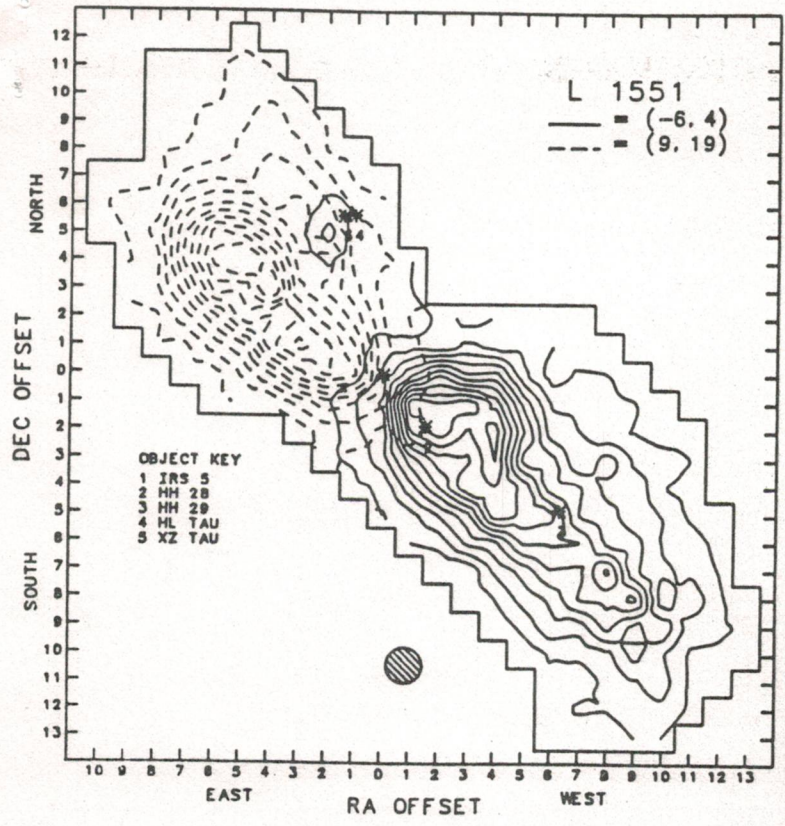 L 1551
= (-6, 4)
= (9, 19)
12
11
10
9
8
7
6
5
4
3
2
1
0
1
2
3
4
5
6
7
8
9
10
11
12
13
NORTH
DEC OFFSET
SOUTH
4
OBJECT KEY
1 IRS 5
2 HH 28
3 HH 29
4 HL TAU
5 XZ TAU
10 9 8 7 6 5 4 3 2 1 0 1 2 3 4 5 6 7 8 9 10 11 12 13
EAST
RA OFFSET
WEST